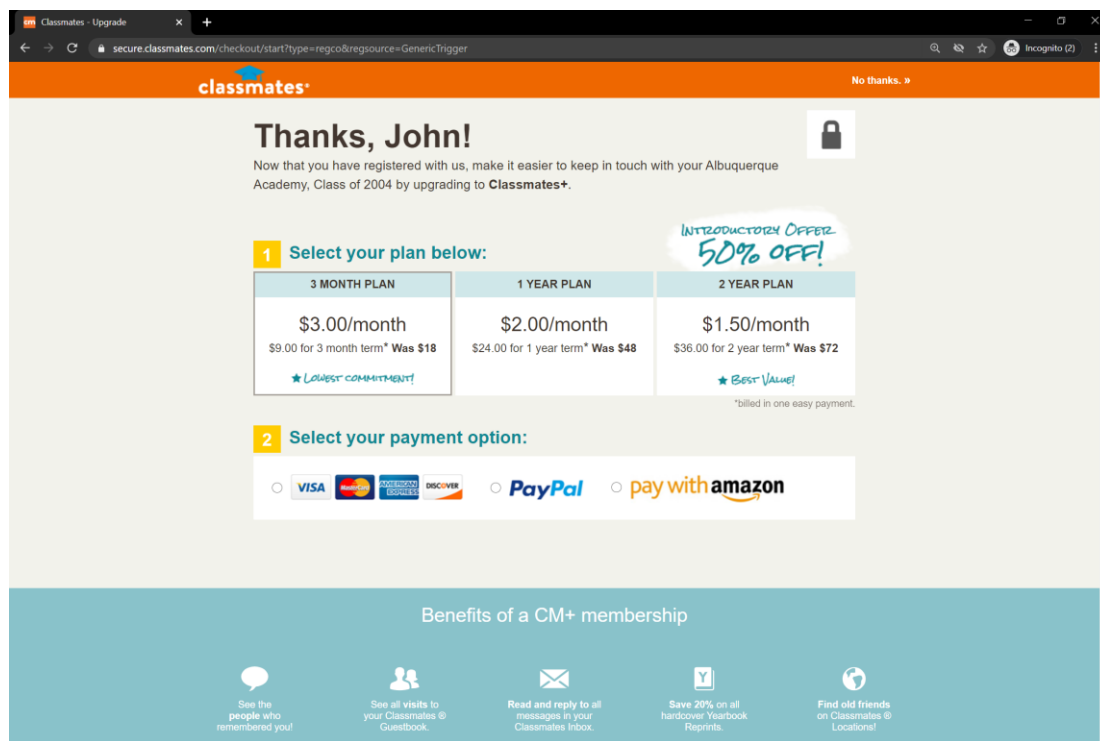 cm Classmates - Upgrade
secure.classmates.com/checkout/start?type=regco&regsource=GenericTrigger
Incognito (2)
classmates®
No thanks. »
Thanks, John!
Now that you have registered with us, make it easier to keep in touch with your Albuquerque
Academy, Class of 2004 by upgrading to Classmates+.
INTRODUCTORY OFFER
50% OFF!
1 Select your plan below:
3 MONTH PLAN 1 YEAR PLAN 2 YEAR PLAN
$3.00/month $2.00/month $1.50/month
$9.00 for 3 month term* Was $18 $24.00 for 1 year term* Was $48 $36.00 for 2 year term* Was $72
★ LOWEST COMMITMENT! ★ BEST VALUE!
*billed in one easy payment.
2 Select your payment option:
VISA MasterCard AMERICAN EXPRESS DISCOVER PayPal pay with amazon
Benefits of a CM+ membership
Y
See the See all visits to Read and reply to all Save 20% on all Find old friends
people who your Classmates ® messages in your hardcover Yearbook on Classmates ®
remembered you! Guestbook. Classmates Inbox. Reprints. Locations!